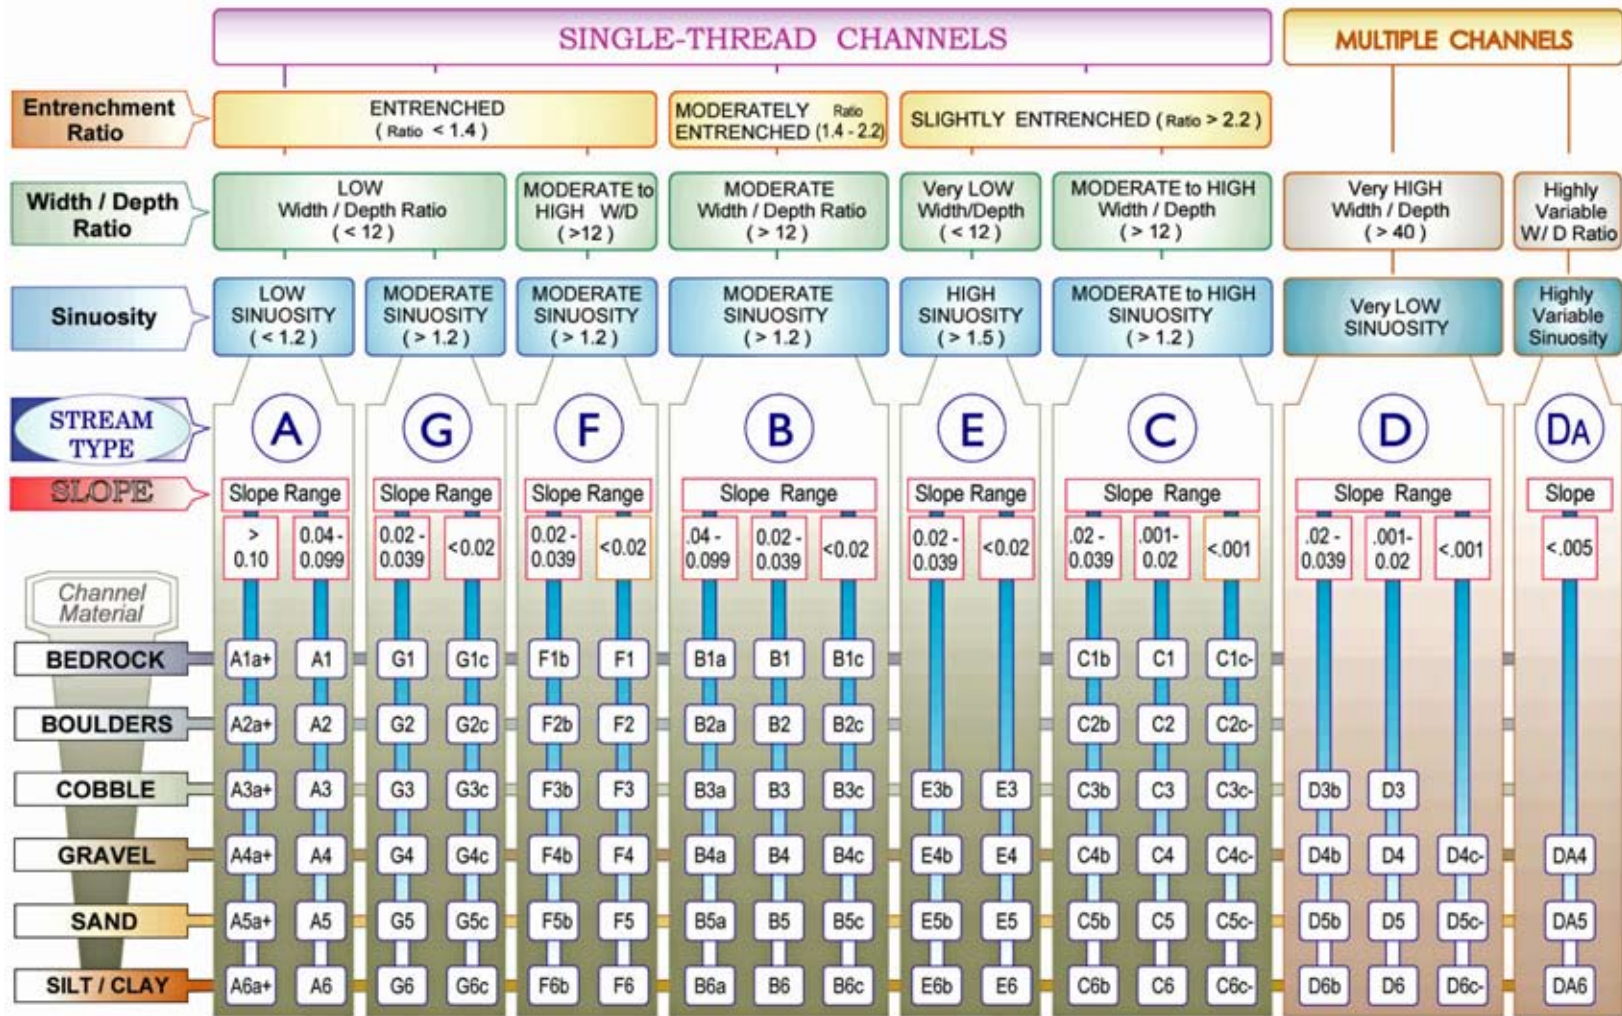 SINGLE-THREAD CHANNELS
MULTIPLE CHANNELS
Entrenchment
Ratio
ENTRENCHED
( Ratio < 1.4 )
MODERATELY Ratio
ENTRENCHED (1.4 - 2.2)
SLIGHTLY ENTRENCHED ( Ratio > 2.2 )
Width / Depth
Ratio
LOW
Width / Depth Ratio
( < 12 )
MODERATE to
HIGH W/D
( >12 )
MODERATE
Width / Depth Ratio
( > 12 )
Very LOW
Width/Depth
( < 12 )
MODERATE to HIGH
Width / Depth
( > 12 )
Very HIGH
Width / Depth
( > 40 )
Highly
Variable
W/ D Ratio
Sinuosity
LOW
SINUOSITY
( < 1.2 )
MODERATE
SINUOSITY
( > 1.2 )
MODERATE
SINUOSITY
( > 1.2 )
MODERATE
SINUOSITY
( > 1.2 )
HIGH
SINUOSITY
( > 1.5 )
MODERATE to HIGH
SINUOSITY
( > 1.2 )
Very LOW
SINUOSITY
Highly
Variable
Sinuosity
STREAM
TYPE
A G F B E C D DA
SLOPE
Slope Range Slope Range Slope Range Slope Range Slope Range Slope Range Slope Range Slope
> 0.10
0.04 - 0.099
0.02 - 0.039
<0.02
0.02 - 0.039
<0.02
.04 - 0.099
0.02 - 0.039
<0.02
0.02 - 0.039
<0.02
.02 - 0.039
.001- 0.02
<.001
.02 - 0.039
.001- 0.02
<.001
<.005
Channel
Material
BEDROCK A1a+ A1 G1 G1c F1b F1 B1a B1 B1c C1b C1 C1c-
BOULDERS A2a+ A2 G2 G2c F2b F2 B2a B2 B2c C2b C2 C2c-
COBBLE A3a+ A3 G3 G3c F3b F3 B3a B3 B3c E3b E3 C3b C3 C3c- D3b D3
GRAVEL A4a+ A4 G4 G4c F4b F4 B4a B4 B4c E4b E4 C4b C4 C4c- D4b D4 D4c- DA4
SAND A5a+ A5 G5 G5c F5b F5 B5a B5 B5c E5b E5 C5b C5 C5c- D5b D5 D5c- DA5
SILT / CLAY A6a+ A6 G6 G6c F6b F6 B6a B6 B6c E6b E6 C6b C6 C6c- D6b D6 D6c- DA6